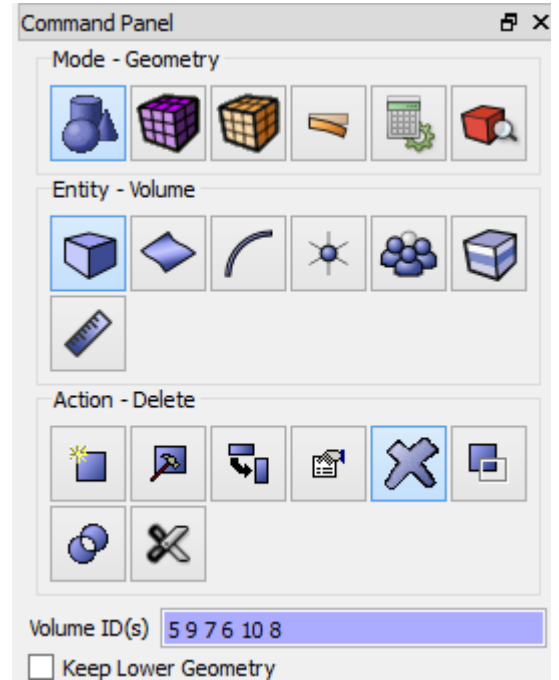 Command Panel
Mode - Geometry
Entity - Volume
Action - Delete
Volume ID(s) 5 9 7 6 10 8
Keep Lower Geometry